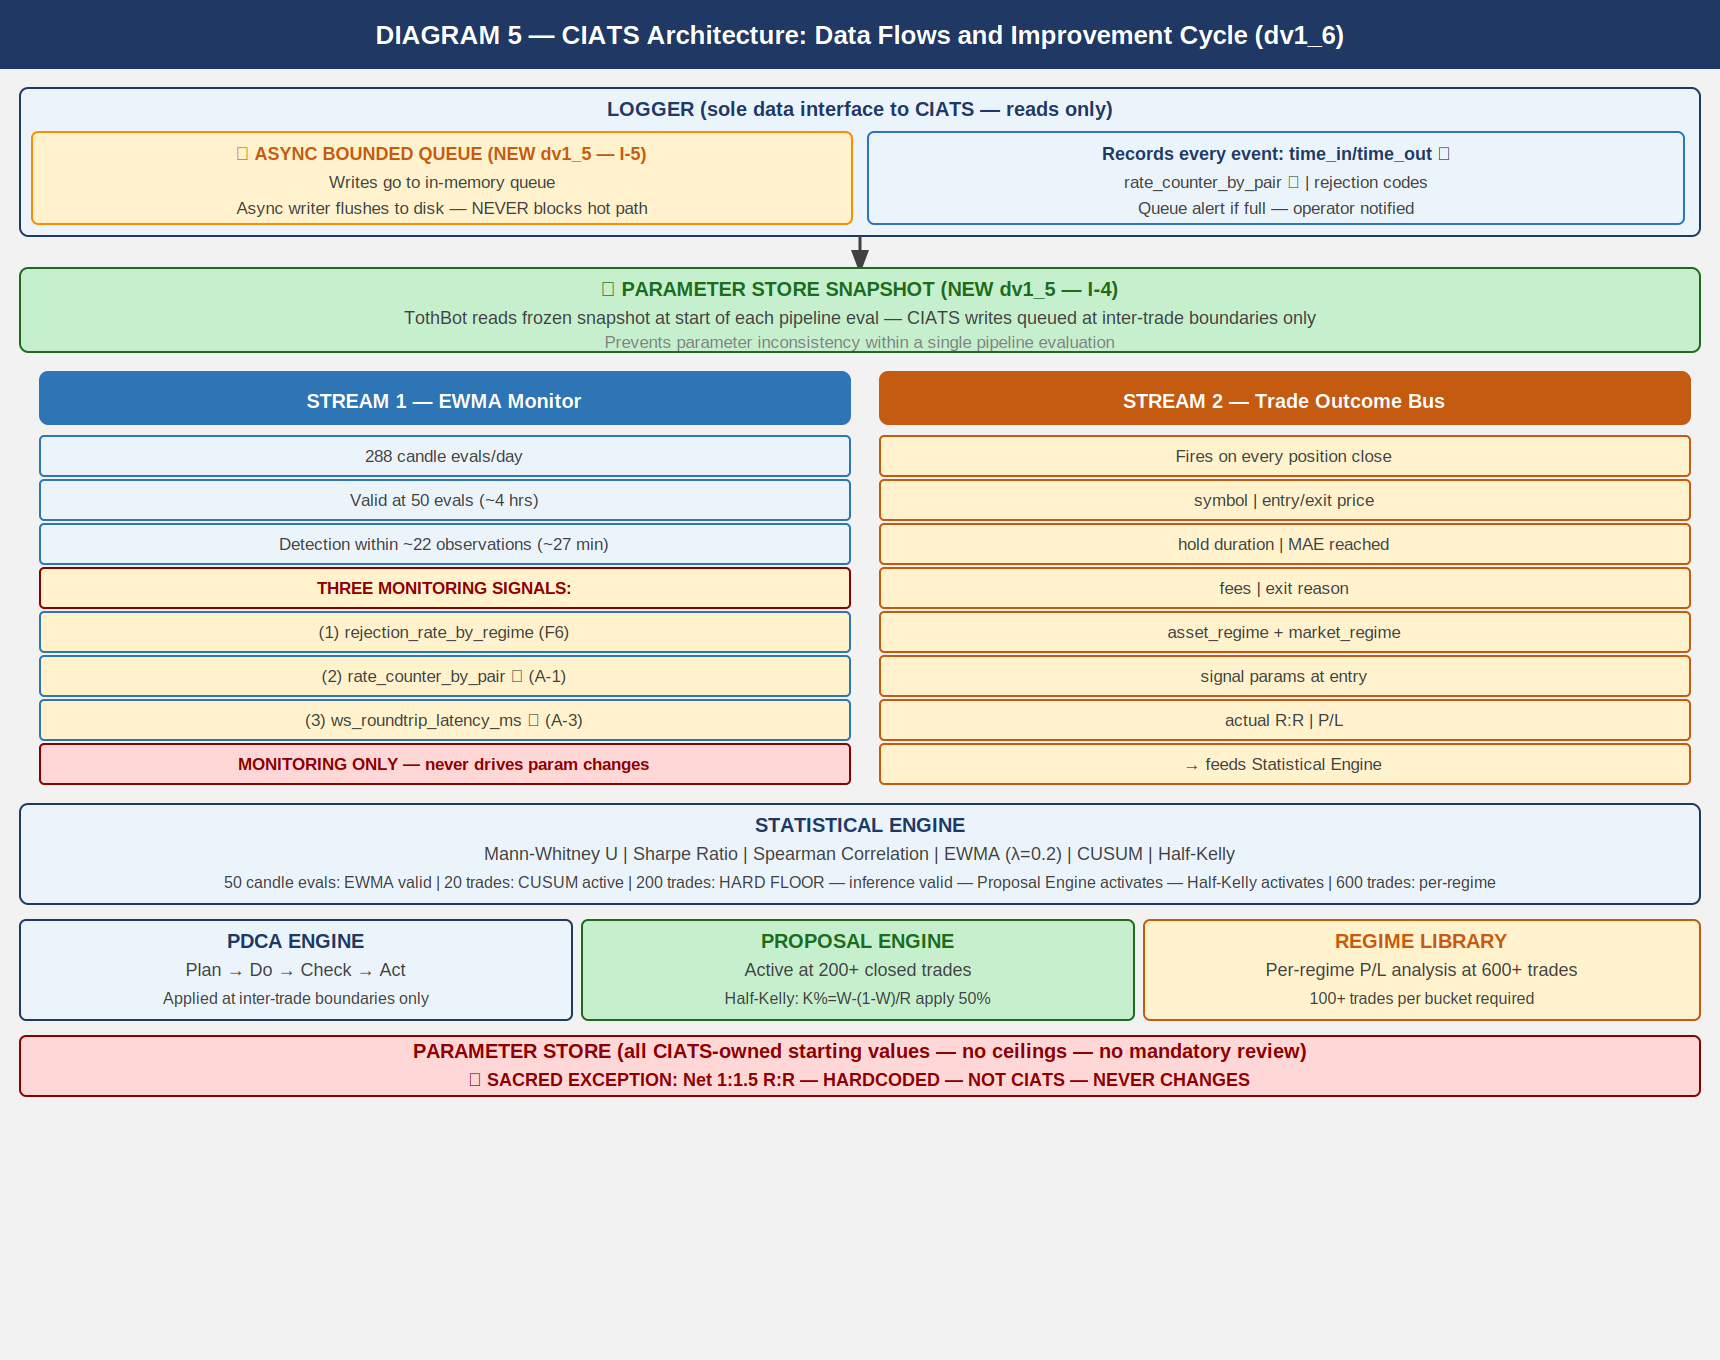 DIAGRAM 5 — CIATS Architecture: Data Flows and Improvement Cycle (dv1_6)
LOGGER (sole data interface to CIATS — reads only)
ASYNC BOUNDED QUEUE (NEW dv1_5 — I-5)
Writes go to in-memory queue
Async writer flushes to disk — NEVER blocks hot path
Records every event: time_in/time_out
rate_counter_by_pair | rejection codes
Queue alert if full — operator notified
PARAMETER STORE SNAPSHOT (NEW dv1_5 — I-4)
TothBot reads frozen snapshot at start of each pipeline eval — CIATS writes queued at inter-trade boundaries only
Prevents parameter inconsistency within a single pipeline evaluation
STREAM 1 — EWMA Monitor
288 candle evals/day
Valid at 50 evals (~4 hrs)
Detection within ~22 observations (~27 min)
THREE MONITORING SIGNALS:
(1) rejection_rate_by_regime (F6)
(2) rate_counter_by_pair (A-1)
(3) ws_roundtrip_latency_ms (A-3)
MONITORING ONLY — never drives param changes
STREAM 2 — Trade Outcome Bus
Fires on every position close
symbol | entry/exit price
hold duration | MAE reached
fees | exit reason
asset_regime + market_regime
signal params at entry
actual R:R | P/L
→ feeds Statistical Engine
STATISTICAL ENGINE
Mann-Whitney U | Sharpe Ratio | Spearman Correlation | EWMA (λ=0.2) | CUSUM | Half-Kelly
50 candle evals: EWMA valid | 20 trades: CUSUM active | 200 trades: HARD FLOOR — inference valid — Proposal Engine activates — Half-Kelly activates | 600 trades: per-regime
PDCA ENGINE
Plan → Do → Check → Act
Applied at inter-trade boundaries only
PROPOSAL ENGINE
Active at 200+ closed trades
Half-Kelly: K%=W-(1-W)/R apply 50%
REGIME LIBRARY
Per-regime P/L analysis at 600+ trades
100+ trades per bucket required
PARAMETER STORE (all CIATS-owned starting values — no ceilings — no mandatory review)
SACRED EXCEPTION: Net 1:1.5 R:R — HARDCODED — NOT CIATS — NEVER CHANGES